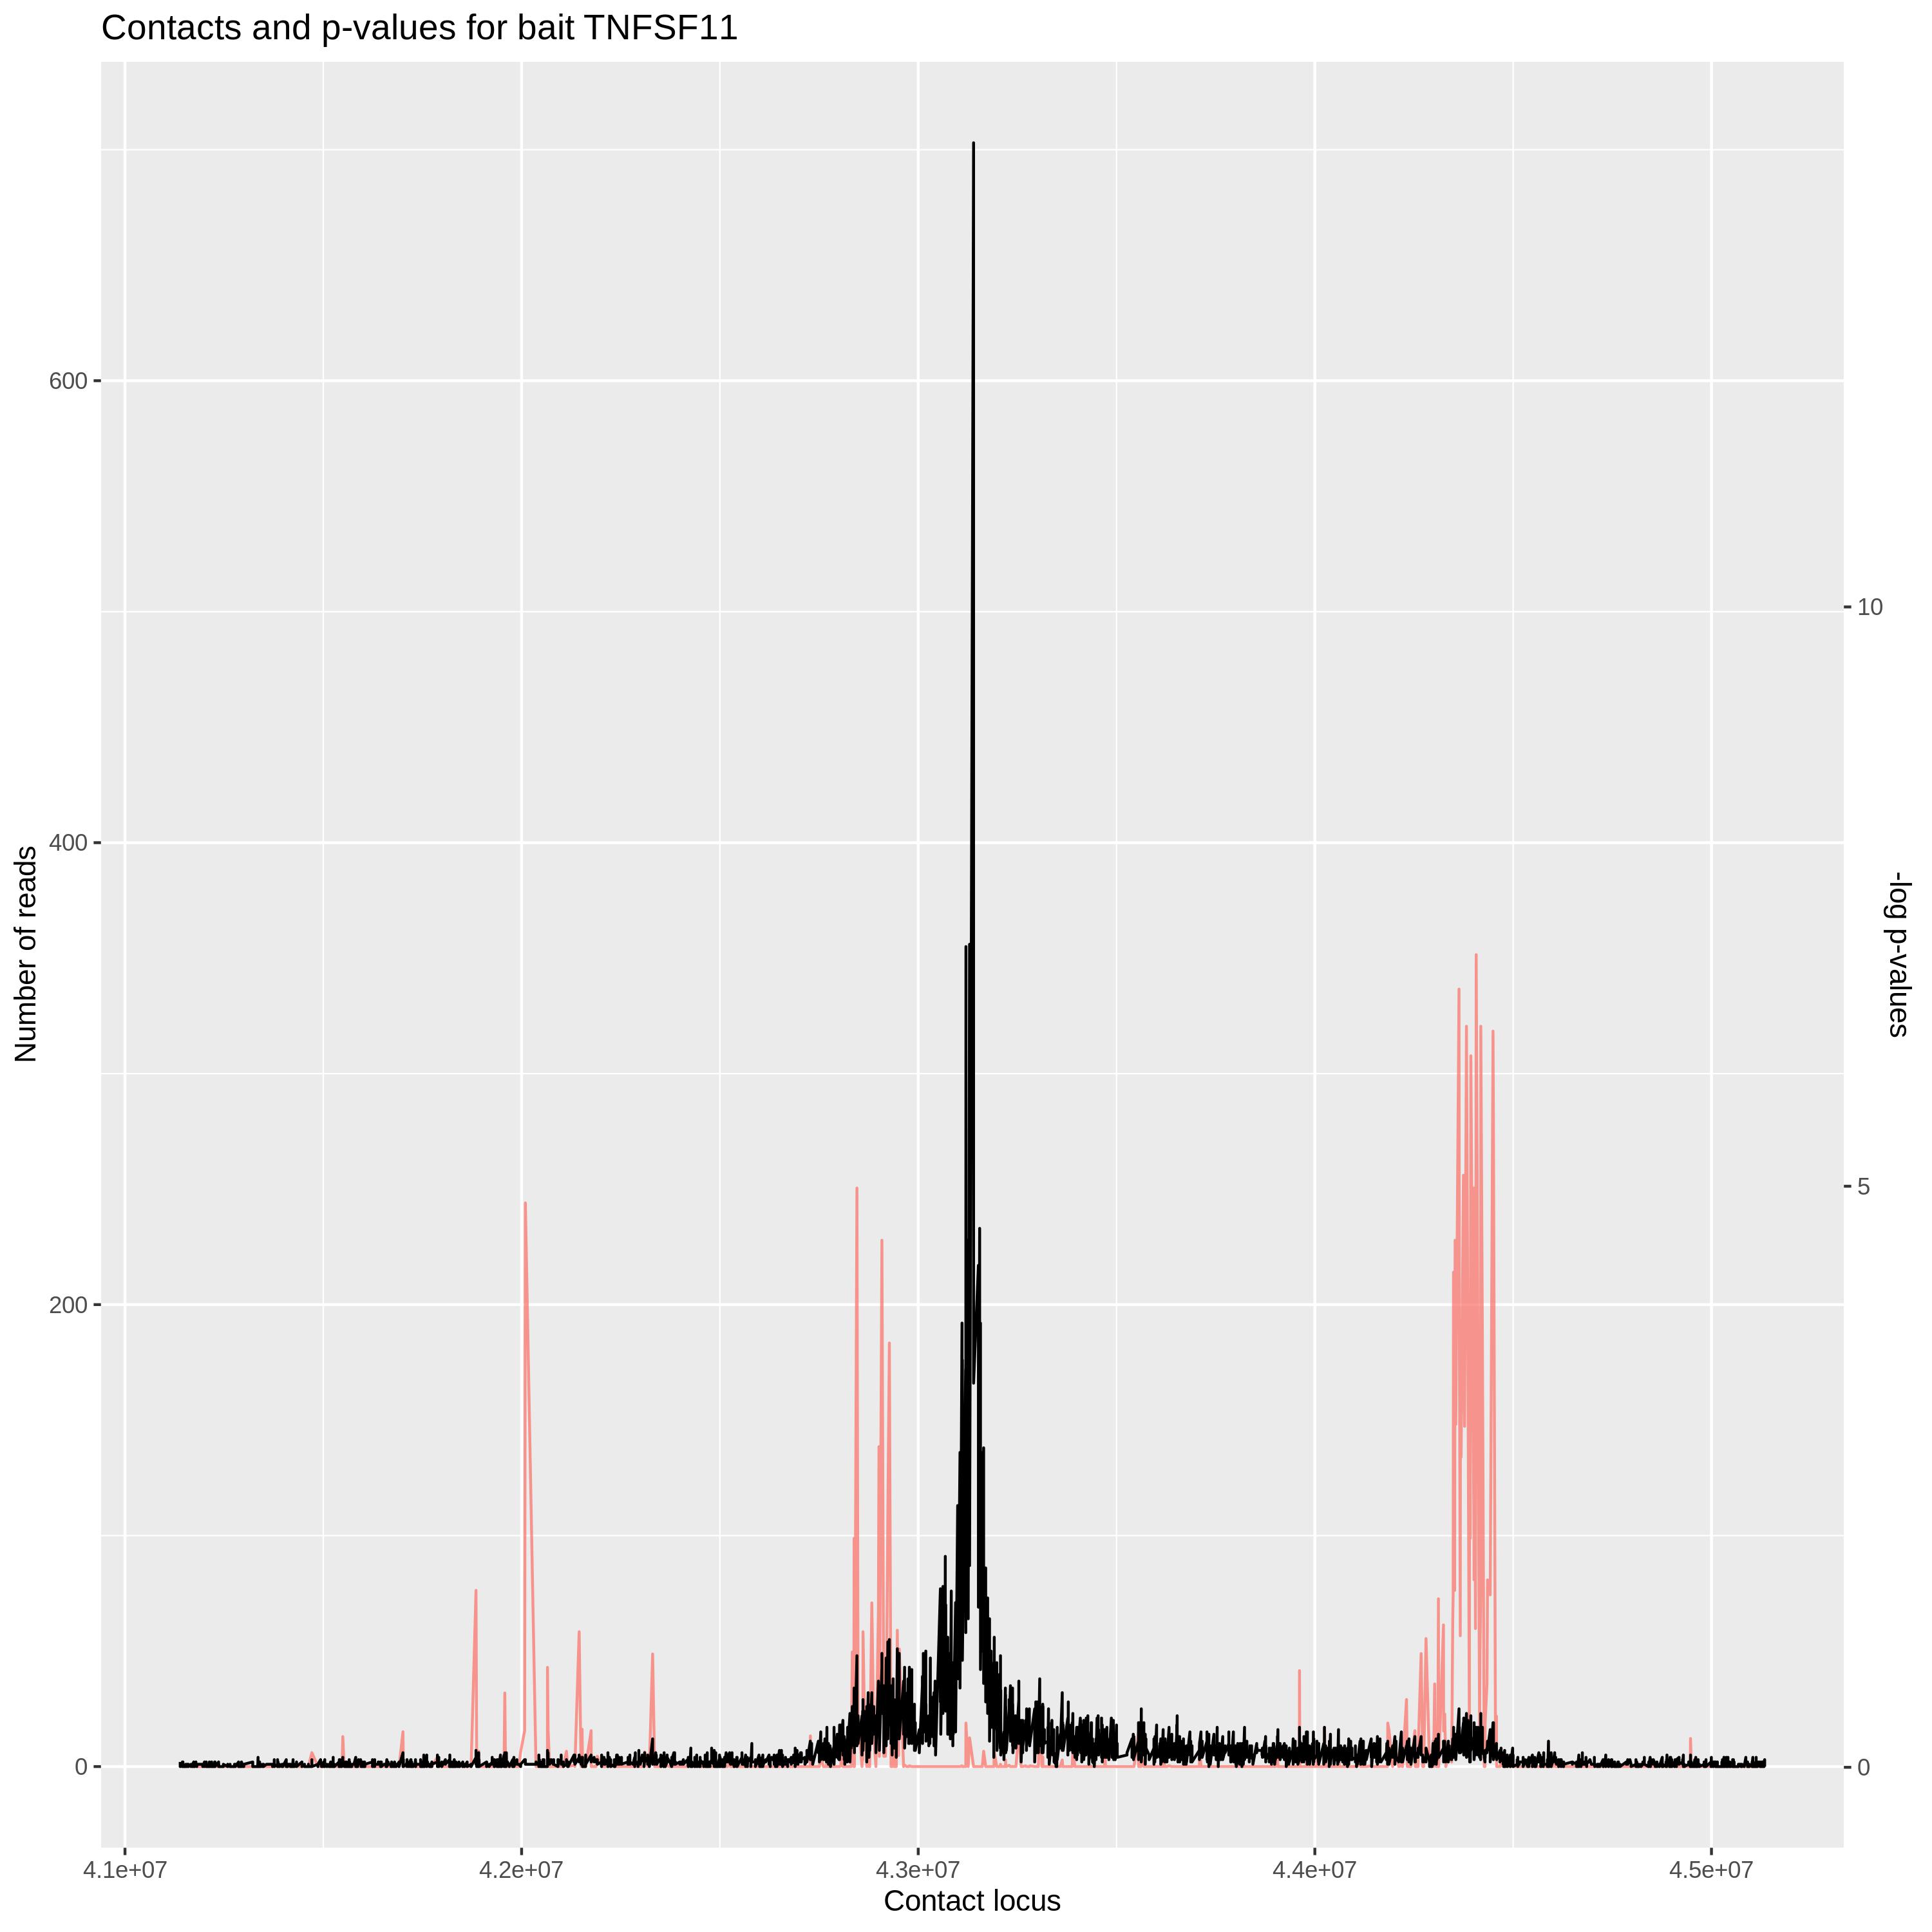 Contacts and p-values for bait TNFSF11
Number of reads
600
400
200
0
10
5
0
-log p-values
4.1e+07
4.2e+07
4.3e+07
4.4e+07
4.5e+07
Contact locus